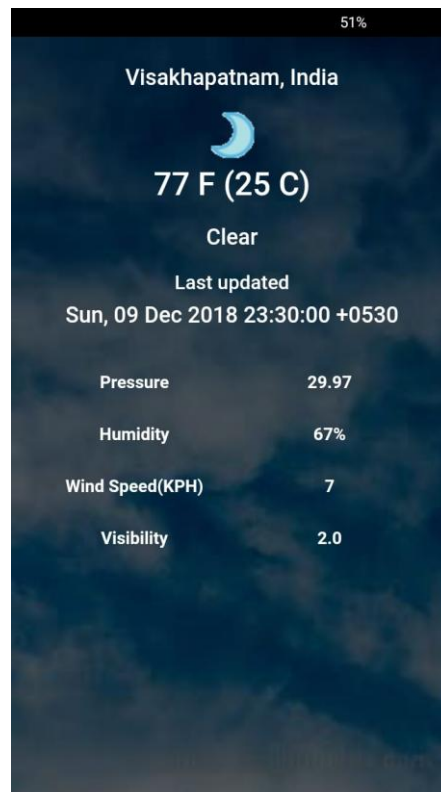 51%
Visakhapatnam, India
77 F (25 C)
Clear
Last updated
Sun, 09 Dec 2018 23:30:00 +0530
Pressure 29.97
Humidity 67%
Wind Speed(KPH) 7
Visibility 2.0